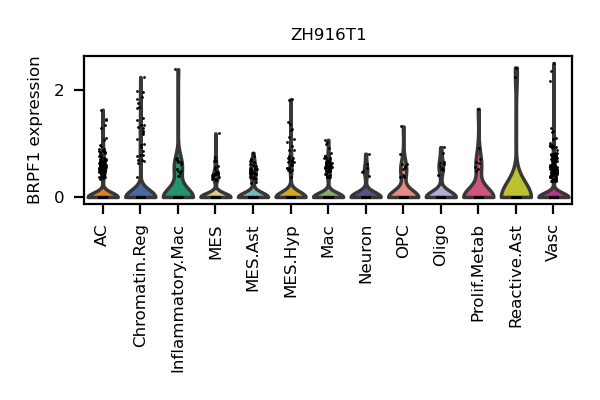 ZH916T1
BRPF1 expression
2
0
AC
Chromatin.Reg
Inflammatory.Mac
MES
MES.Ast
MES.Hyp
Mac
Neuron
OPC
Oligo
Prolif.Metab
Reactive.Ast
Vasc